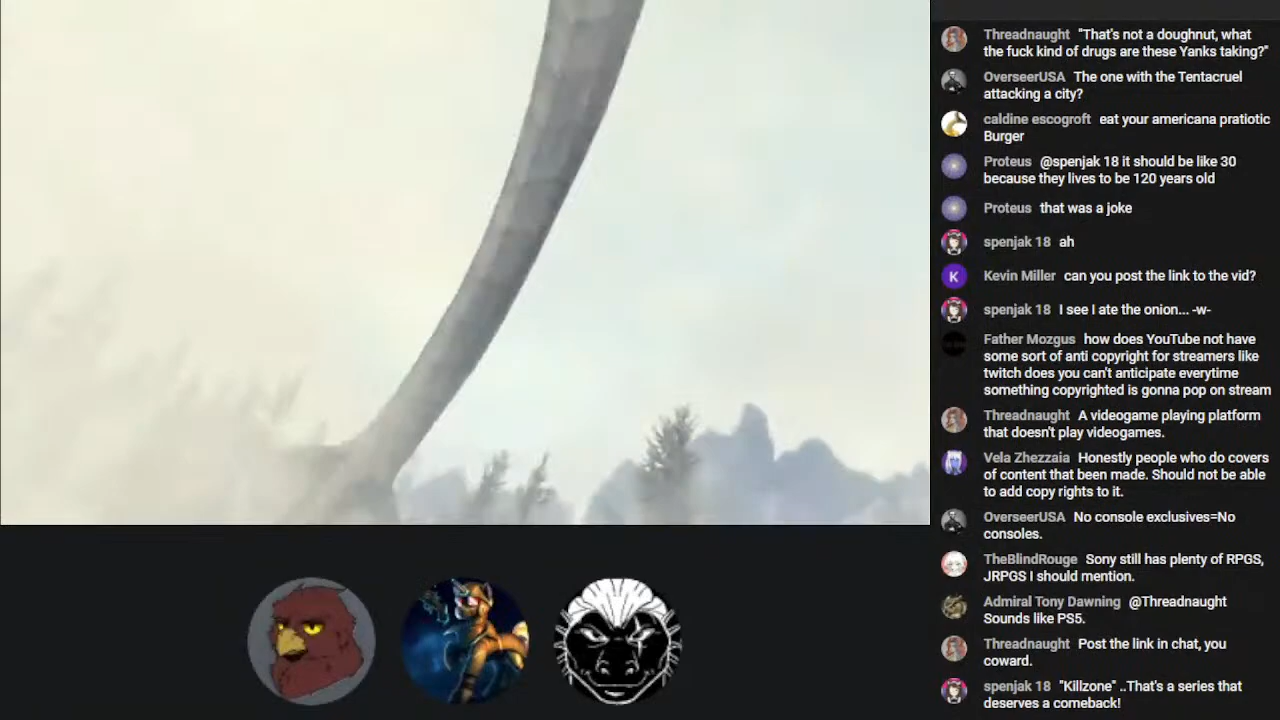 Threadnaught "That's not a doughnut, what
the fuck kind of drugs are these Yanks taking?"
OverseerUSA The one with the Tentacruel
attacking a city?
caldine escogroft eat your americana pratiotic
Burger
Proteus @spenjak 18 it should be like 30
because they lives to be 120 years old
Proteus that was a joke
spenjak 18 ah
K Kevin Miller can you post the link to the vid?
spenjak 18 I see I ate the onion... -w-
Father Mozgus how does YouTube not have
some sort of anti copyright for streamers like
twitch does you can't anticipate everytime
something copyrighted is gonna pop on stream
Threadnaught A videogame playing platform
that doesn't play videogames.
Vela Zhezzaia Honestly people who do covers
of content that been made. Should not be able
to add copy rights to it.
OverseerUSA No console exclusives=No
consoles.
TheBlindRouge Sony still has plenty of RPGS,
JRPGS I should mention.
Admiral Tony Dawning @Threadnaught
Sounds like PS5.
Threadnaught Post the link in chat, you
coward.
spenjak 18 "Killzone" ..That's a series that
deserves a comeback!